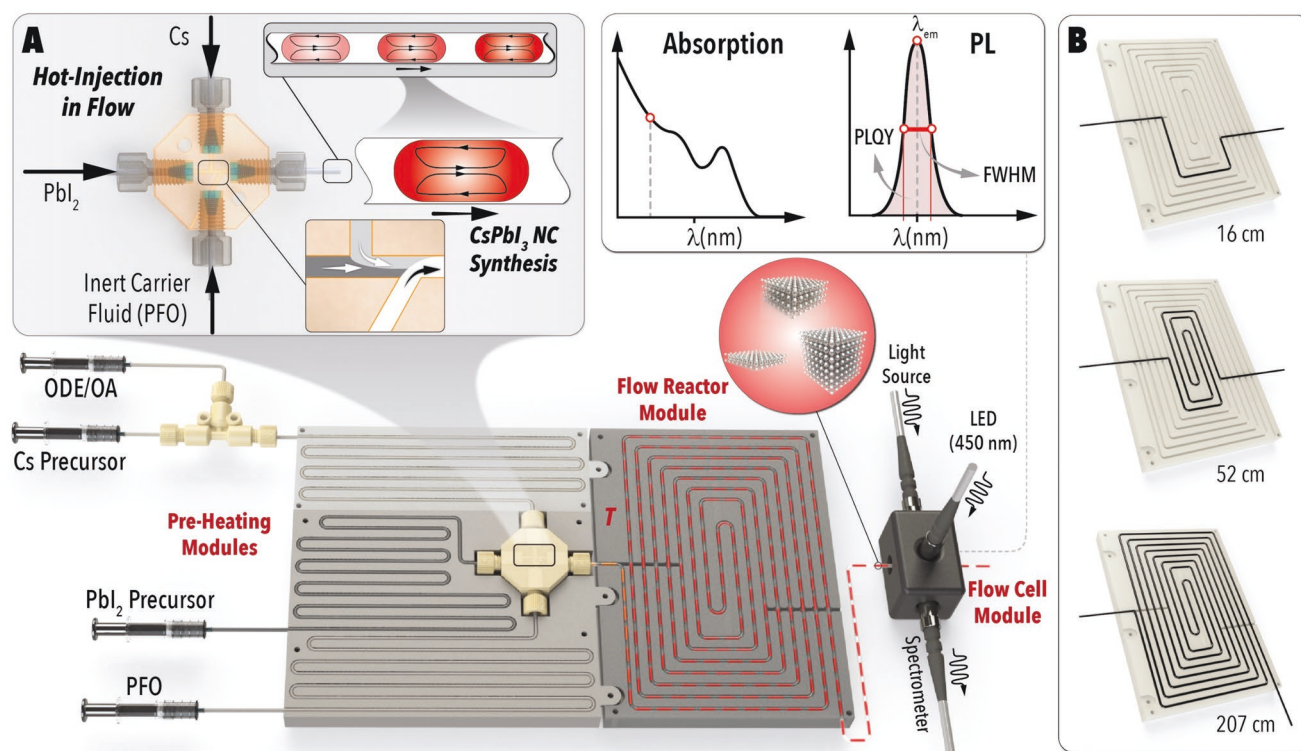 A
Cs
Hot-Injection
in Flow
PbI₂
Inert Carrier
Fluid (PFO)
CsPbI₃ NC
Synthesis
Absorption
λ(nm)
λem
PL
PLQY
FWHM
λ(nm)
B
16 cm
52 cm
207 cm
ODE/OA
Cs Precursor
Pre-Heating
Modules
PbI₂ Precursor
PFO
Flow Reactor
Module
T
Light
Source
LED
(450 nm)
Flow Cell
Module
Spectrometer